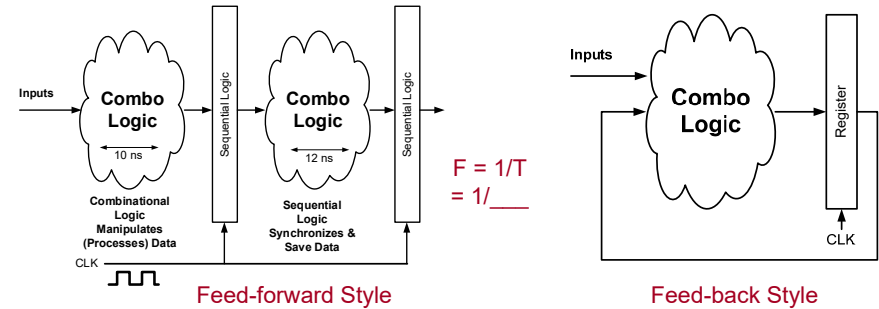 Inputs
Combo
Logic
10 ns
Sequential Logic
Combo
Logic
12 ns
Sequential Logic
Combinational
Logic
Manipulates
(Processes) Data
Sequential
Logic
Synchronizes &
Save Data
CLK
F = 1/T
= 1/___
Feed-forward Style
Inputs
Combo
Logic
Register
CLK
Feed-back Style